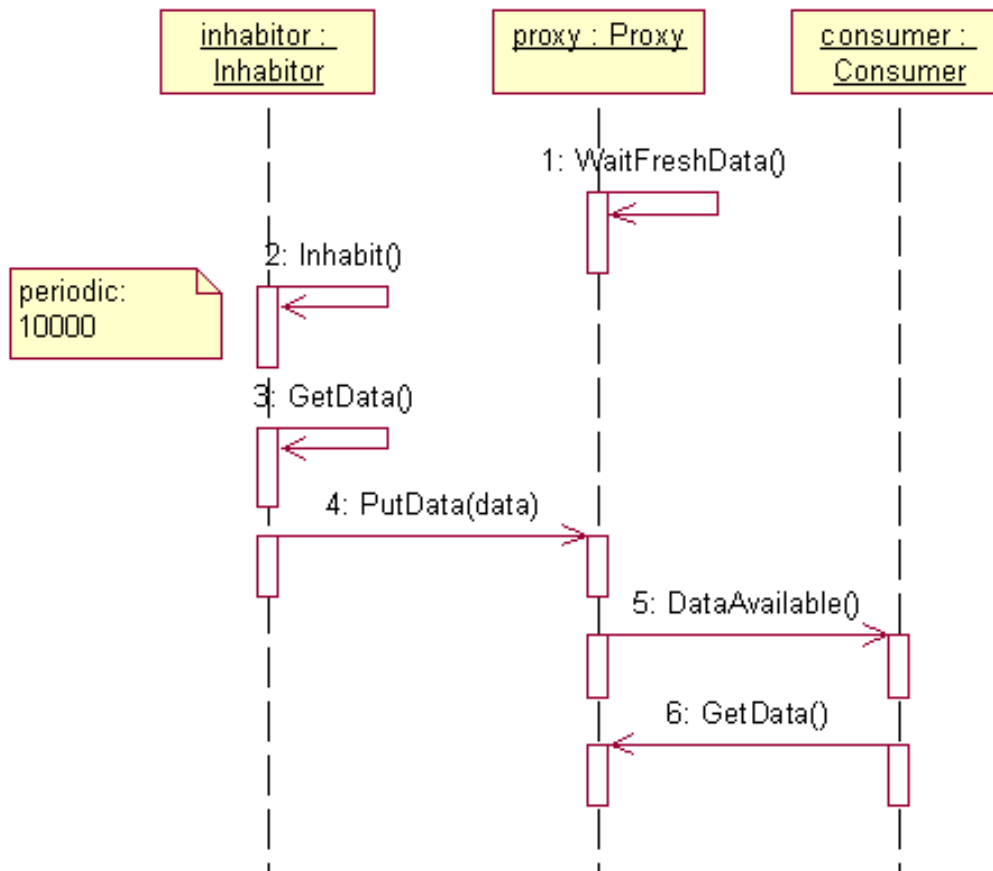 inhabitor :
Inhabitor
proxy : Proxy
consumer :
Consumer
1: WaitFreshData()
2: Inhabit()
periodic:
10000
3: GetData()
4: PutData(data)
5: DataAvailable()
6: GetData()